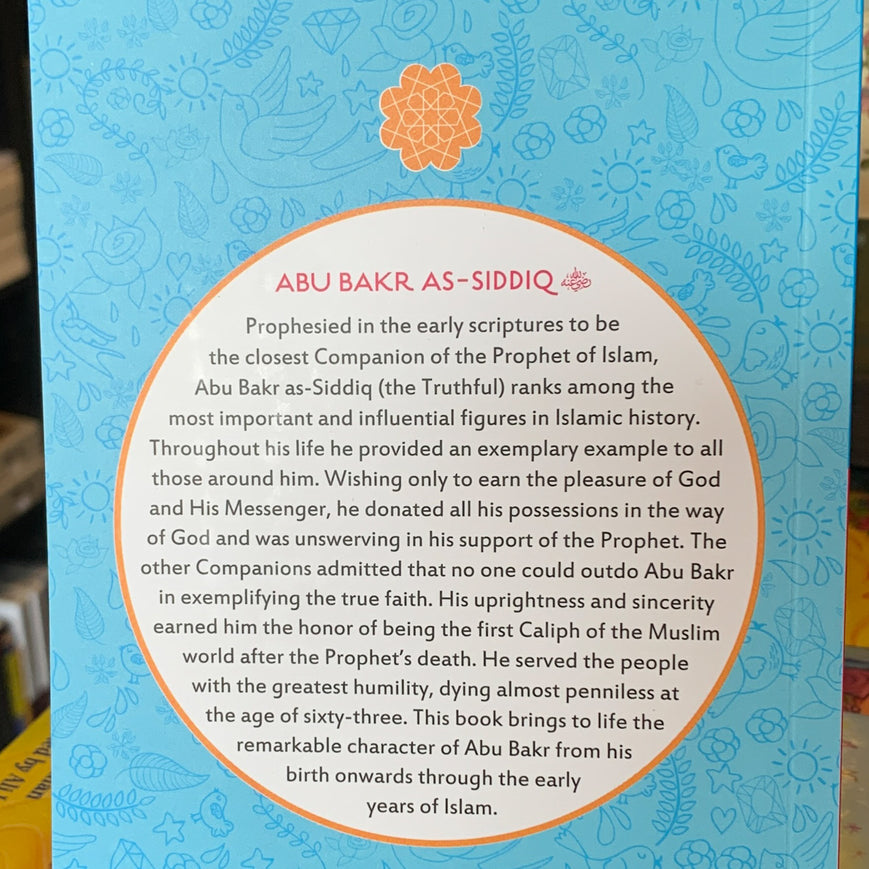 ABU BAKR AS-SIDDIQ رضي الله عنه
Prophesied in the early scriptures to be
the closest Companion of the Prophet of Islam,
Abu Bakr as-Siddiq (the Truthful) ranks among the
most important and influential figures in Islamic history.
Throughout his life he provided an exemplary example to all
those around him. Wishing only to earn the pleasure of God
and His Messenger, he donated all his possessions in the way
of God and was unswerving in his support of the Prophet. The
other Companions admitted that no one could outdo Abu Bakr
in exemplifying the true faith. His uprightness and sincerity
earned him the honor of being the first Caliph of the Muslim
world after the Prophet's death. He served the people
with the greatest humility, dying almost penniless at
the age of sixty-three. This book brings to life the
remarkable character of Abu Bakr from his
birth onwards through the early
years of Islam.